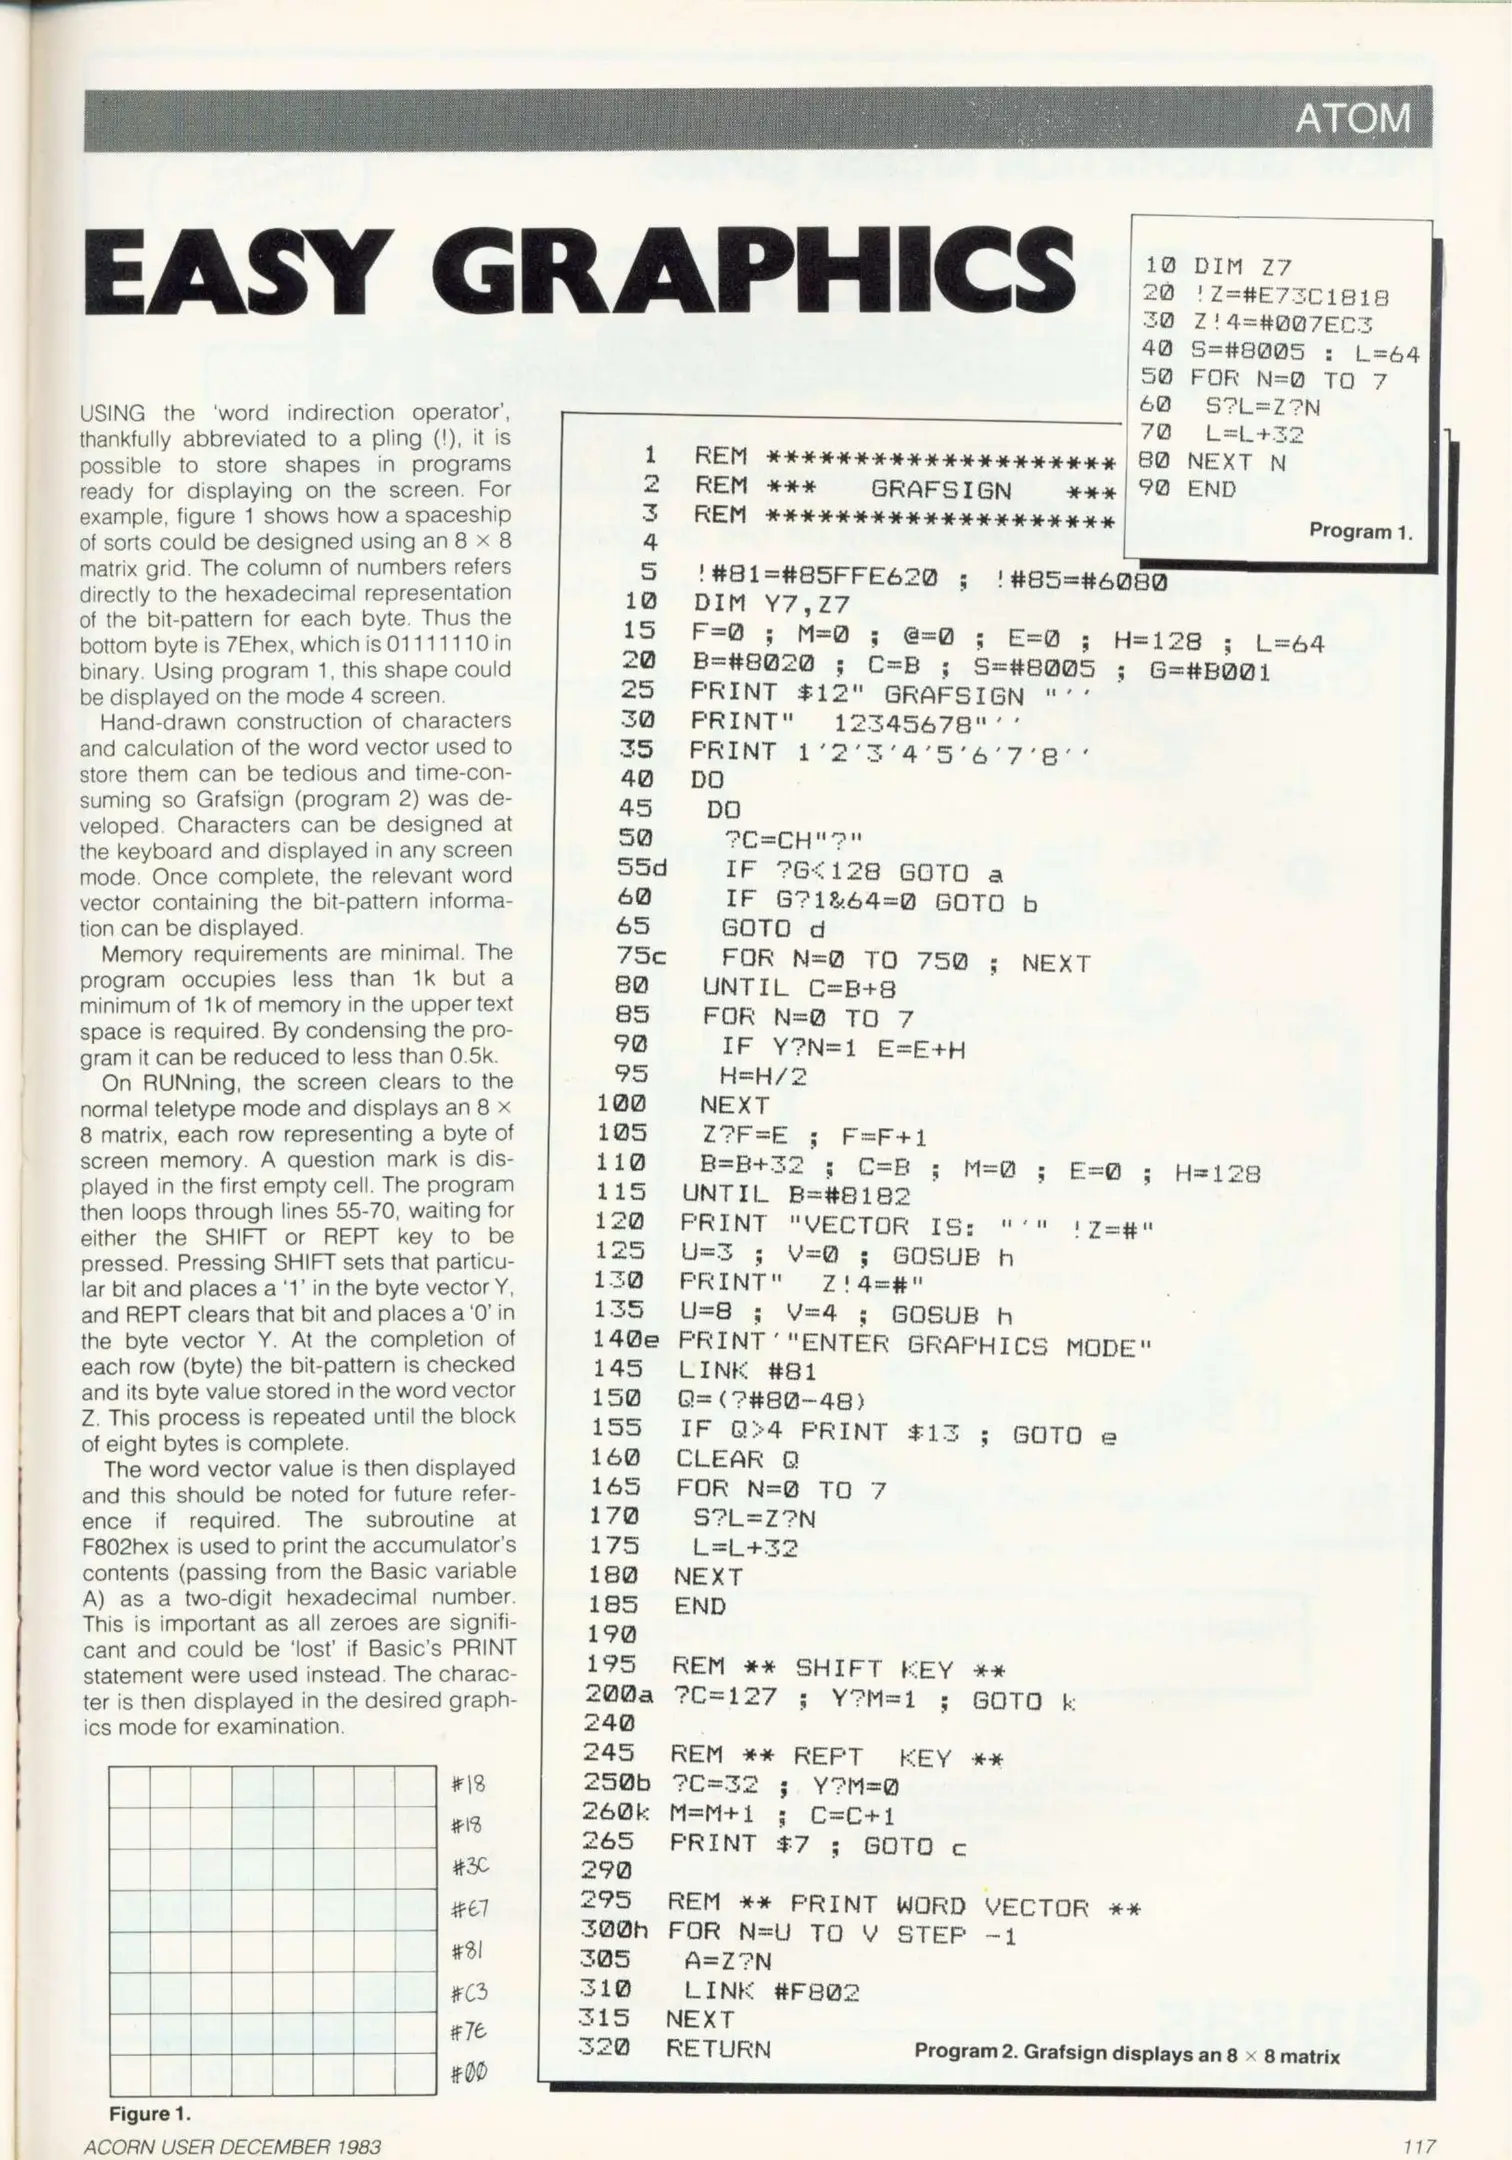 ATOM
EASY GRAPHICS
USING the 'word indirection operator',
thankfully abbreviated to a pling (!), it is
possible to store shapes in programs
ready for displaying on the screen. For
example, figure 1 shows how a spaceship
of sorts could be designed using an 8 × 8
matrix grid. The column of numbers refers
directly to the hexadecimal representation
of the bit-pattern for each byte. Thus the
bottom byte is 7Ehex, which is 01111110 in
binary. Using program 1, this shape could
be displayed on the mode 4 screen.
Hand-drawn construction of characters
and calculation of the word vector used to
store them can be tedious and time-con-
suming so Grafsign (program 2) was de-
veloped. Characters can be designed at
the keyboard and displayed in any screen
mode. Once complete, the relevant word
vector containing the bit-pattern informa-
tion can be displayed.
Memory requirements are minimal. The
program occupies less than 1k but a
minimum of 1k of memory in the upper text
space is required. By condensing the pro-
gram it can be reduced to less than 0.5k.
On RUNning, the screen clears to the
normal teletype mode and displays an 8 ×
8 matrix, each row representing a byte of
screen memory. A question mark is dis-
played in the first empty cell. The program
then loops through lines 55-70, waiting for
either the SHIFT or REPT key to be
pressed. Pressing SHIFT sets that particu-
lar bit and places a '1' in the byte vector Y,
and REPT clears that bit and places a '0' in
the byte vector Y. At the completion of
each row (byte) the bit-pattern is checked
and its byte value stored in the word vector
Z. This process is repeated until the block
of eight bytes is complete.
The word vector value is then displayed
and this should be noted for future refer-
ence if required. The subroutine at
F802hex is used to print the accumulator's
contents (passing from the Basic variable
A) as a two-digit hexadecimal number.
This is important as all zeroes are signifi-
cant and could be 'lost' if Basic's PRINT
statement were used instead. The charac-
ter is then displayed in the desired graph-
ics mode for examination.
#18
#18
#3C
#E7
#81
#C3
#7E
#00
Figure 1.
10 DIM Z7
20 !Z=#E73C1818
30 Z!4=#007EC3
40 S=#8005 : L=64
50 FOR N=0 TO 7
60 S?L=Z?N
70 L=L+32
80 NEXT N
90 END
Program 1.
1 REM ********************
2 REM *** GRAFSIGN ***
3 REM ********************
4
5 !#81=#85FFE620 ; !#85=#6080
10 DIM Y7,Z7
15 F=0 ; M=0 ; @=0 ; E=0 ; H=128 ; L=64
20 B=#8020 ; C=B ; S=#8005 ; G=#B001
25 PRINT $12" GRAFSIGN "''
30 PRINT" 12345678"''
35 PRINT 1'2'3'4'5'6'7'8''
40 DO
45 DO
50 ?C=CH"?"
55d IF ?G<128 GOTO a
60 IF G?1&64=0 GOTO b
65 GOTO d
75c FOR N=0 TO 750 ; NEXT
80 UNTIL C=B+8
85 FOR N=0 TO 7
90 IF Y?N=1 E=E+H
95 H=H/2
100 NEXT
105 Z?F=E ; F=F+1
110 B=B+32 ; C=B ; M=0 ; E=0 ; H=128
115 UNTIL B=#8182
120 PRINT "VECTOR IS: "'" !Z=#"
125 U=3 ; V=0 ; GOSUB h
130 PRINT" Z!4=#"
135 U=8 ; V=4 ; GOSUB h
140e PRINT'"ENTER GRAPHICS MODE"
145 LINK #81
150 Q=(?#80-48)
155 IF Q>4 PRINT $13 ; GOTO e
160 CLEAR Q
165 FOR N=0 TO 7
170 S?L=Z?N
175 L=L+32
180 NEXT
185 END
190
195 REM ** SHIFT KEY **
200a ?C=127 ; Y?M=1 ; GOTO k
240
245 REM ** REPT KEY **
250b ?C=32 ; Y?M=0
260k M=M+1 ; C=C+1
265 PRINT $7 ; GOTO c
290
295 REM ** PRINT WORD VECTOR **
300h FOR N=U TO V STEP -1
305 A=Z?N
310 LINK #F802
315 NEXT
320 RETURN
Program 2. Grafsign displays an 8 × 8 matrix
ACORN USER DECEMBER 1983
117